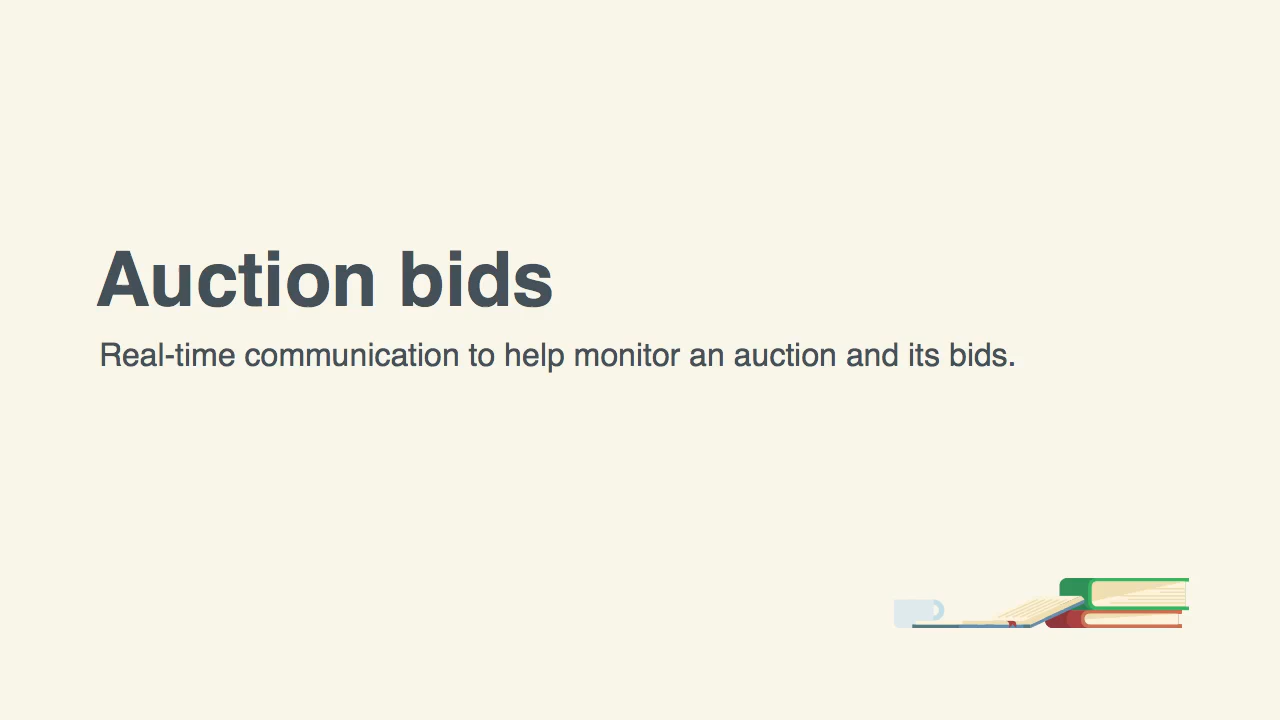 Auction bids
Real-time communication to help monitor an auction and its bids.